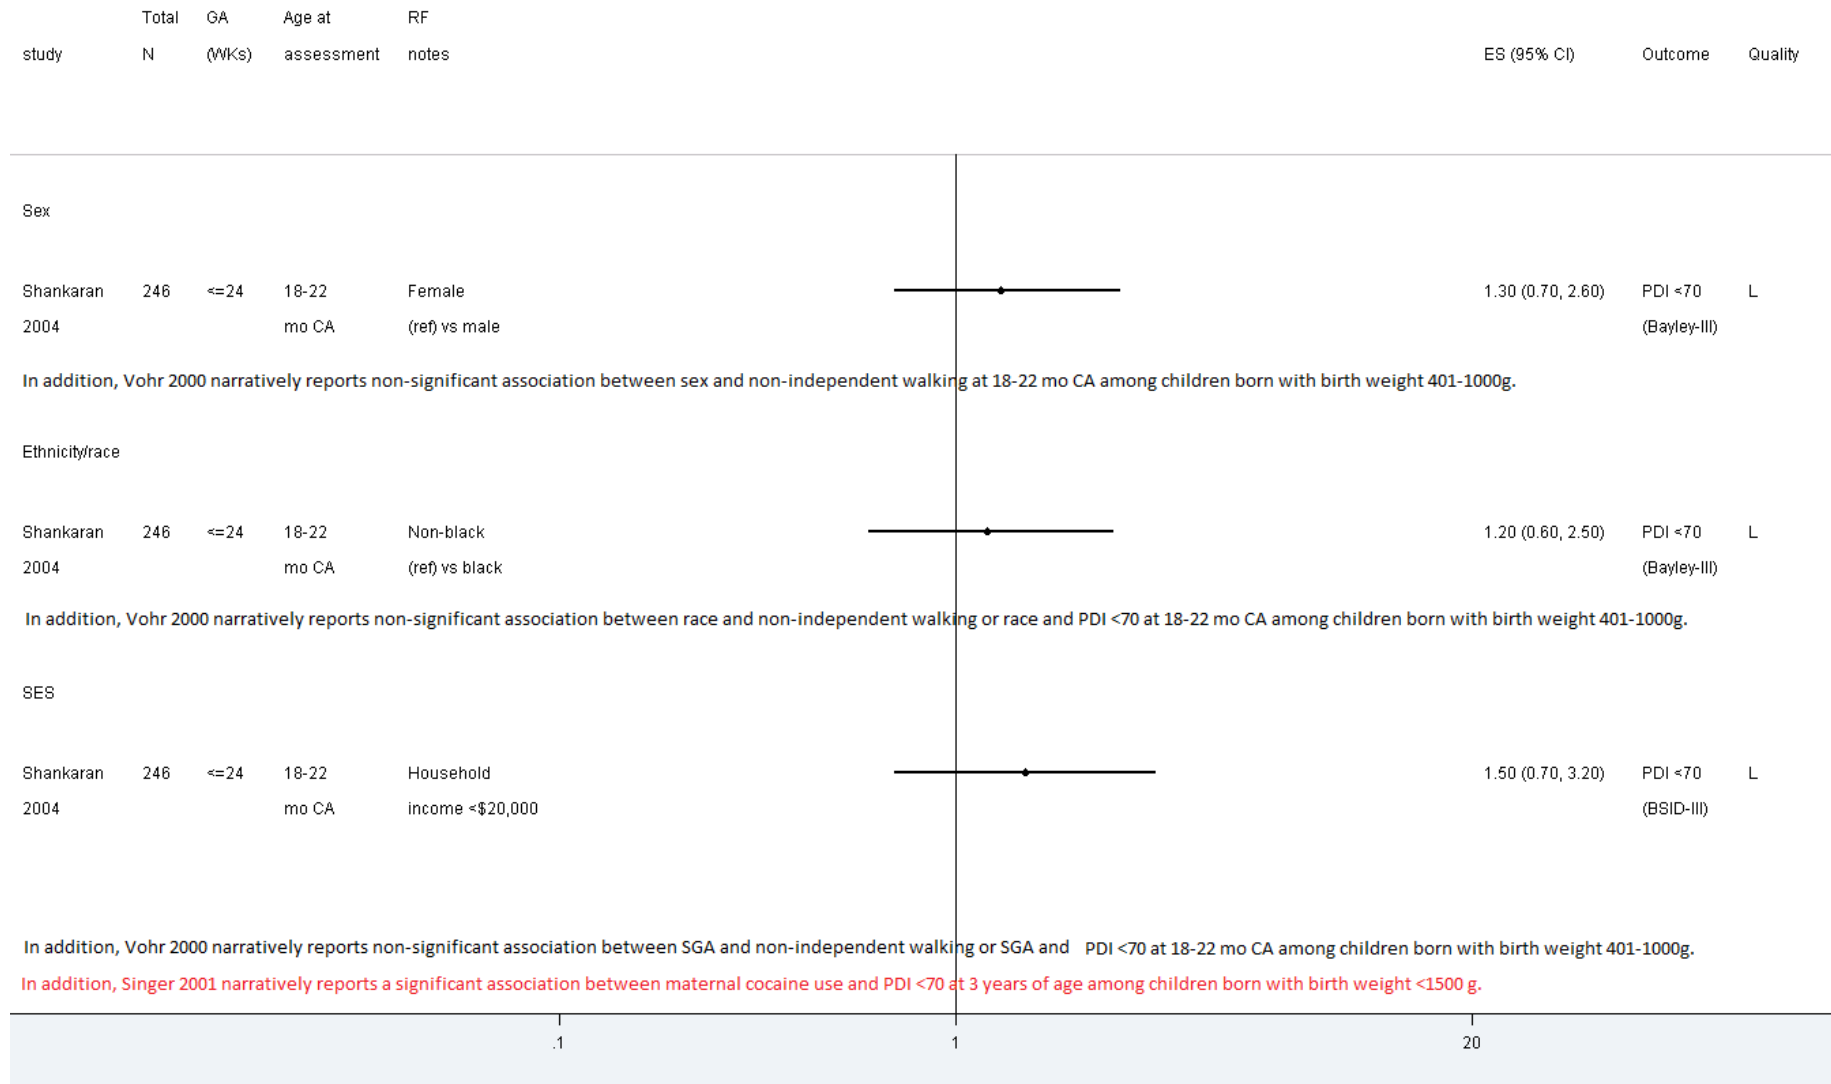 Total GA Age at RF
study N (WKs) assessment notes ES (95% CI) Outcome Quality
Sex
Shankaran 246 <=24 18-22 Female 1.30 (0.70, 2.60) PDI <70 L
2004 mo CA (ref) vs male (Bayley-III)
In addition, Vohr 2000 narratively reports non-significant association between sex and non-independent walking at 18-22 mo CA among children born with birth weight 401-1000g.
Ethnicity/race
Shankaran 246 <=24 18-22 Non-black 1.20 (0.60, 2.50) PDI <70 L
2004 mo CA (ref) vs black (Bayley-III)
In addition, Vohr 2000 narratively reports non-significant association between race and non-independent walking or race and PDI <70 at 18-22 mo CA among children born with birth weight 401-1000g.
SES
Shankaran 246 <=24 18-22 Household 1.50 (0.70, 3.20) PDI <70 L
2004 mo CA income <$20,000 (BSID-III)
In addition, Vohr 2000 narratively reports non-significant association between SGA and non-independent walking or SGA and PDI <70 at 18-22 mo CA among children born with birth weight 401-1000g.
In addition, Singer 2001 narratively reports a significant association between maternal cocaine use and PDI <70 at 3 years of age among children born with birth weight <1500 g.
.1 1 20